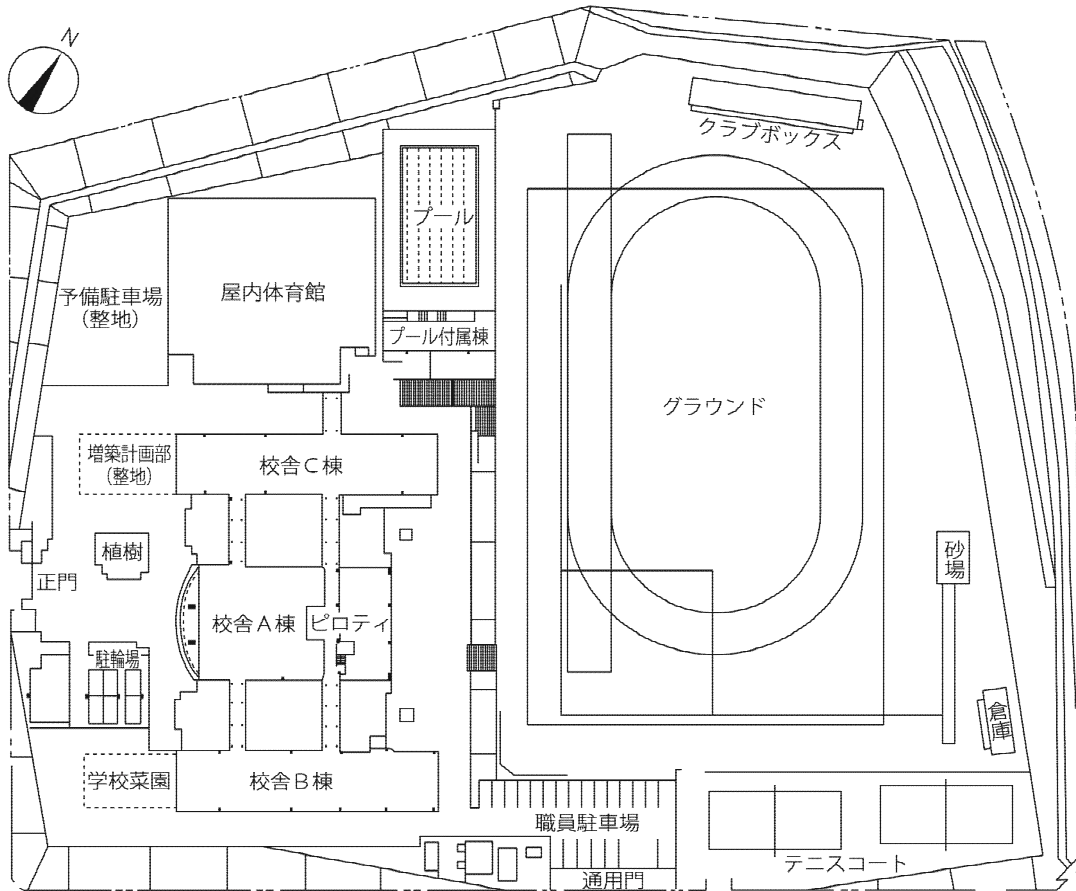 N
クラブボックス
プール
予備駐車場
(整地)
屋内体育館
プール付属棟
グラウンド
増築計画部
(整地)
校舎C棟
植樹
砂場
正門
校舎A棟
ピロティ
駐輪場
倉庫
学校菜園
校舎B棟
職員駐車場
テニスコート
通用門